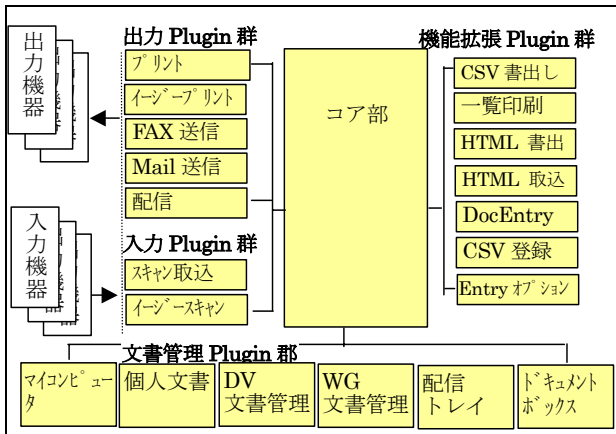 出力 Plugin 群
機能拡張 Plugin 群
出力機器
器
器
プリント
イージープリント
FAX 送信
Mail 送信
配信
コア部
CSV 書出し
一覧印刷
HTML 書出
HTML 取込
DocEntry
CSV 登録
Entry オプション
入力機器
器
器
入力 Plugin 群
スキャン取込
イージースキャン
文書管理 Plugin 郡
マイコンピュー
タ
個人文書
DV
文書管理
WG
文書管理
配信
トレイ
ドキュメント
ボックス